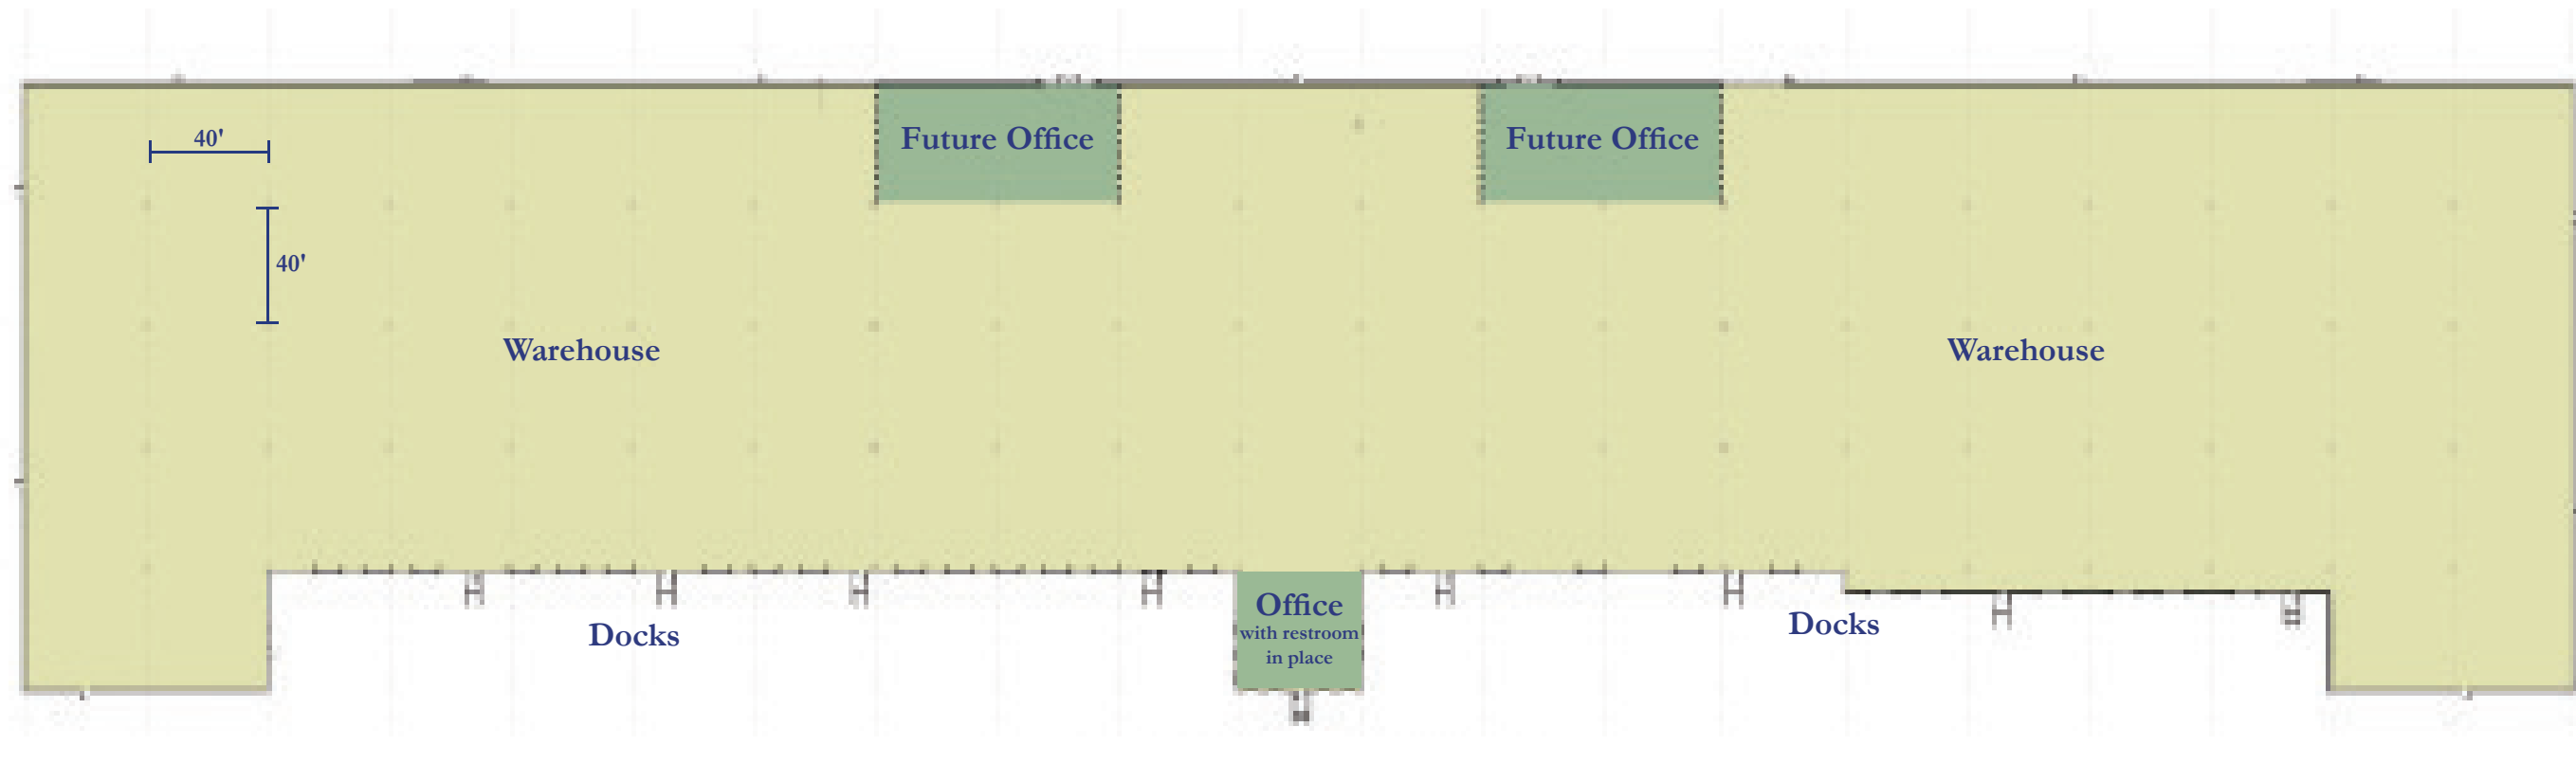 40'
Future Office
Future Office
40'
Warehouse
Warehouse
Office
with restroom
in place
Docks
Docks